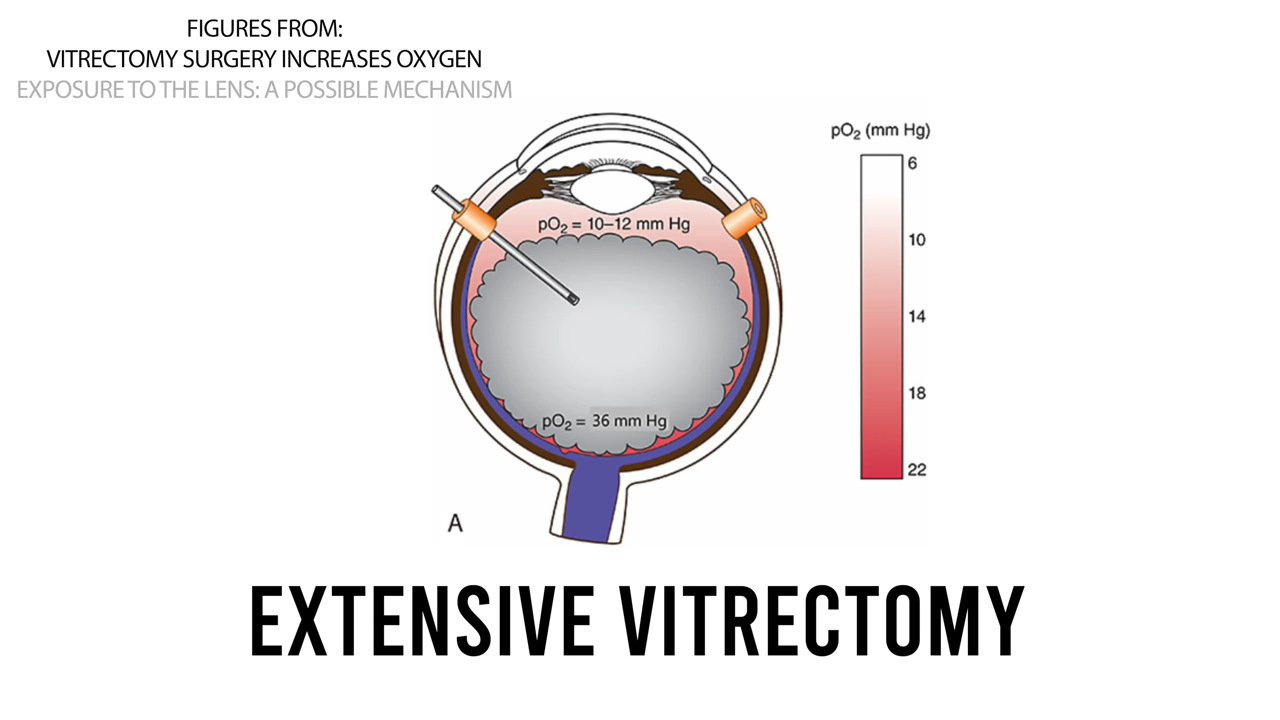 FIGURES FROM:
VITRECTOMY SURGERY INCREASES OXYGEN
EXPOSURE TO THE LENS: A POSSIBLE MECHANISM
pO₂ (mm Hg)
6
10
14
18
22
pO₂ = 10–12 mm Hg
pO₂ = 36 mm Hg
A
EXTENSIVE VITRECTOMY